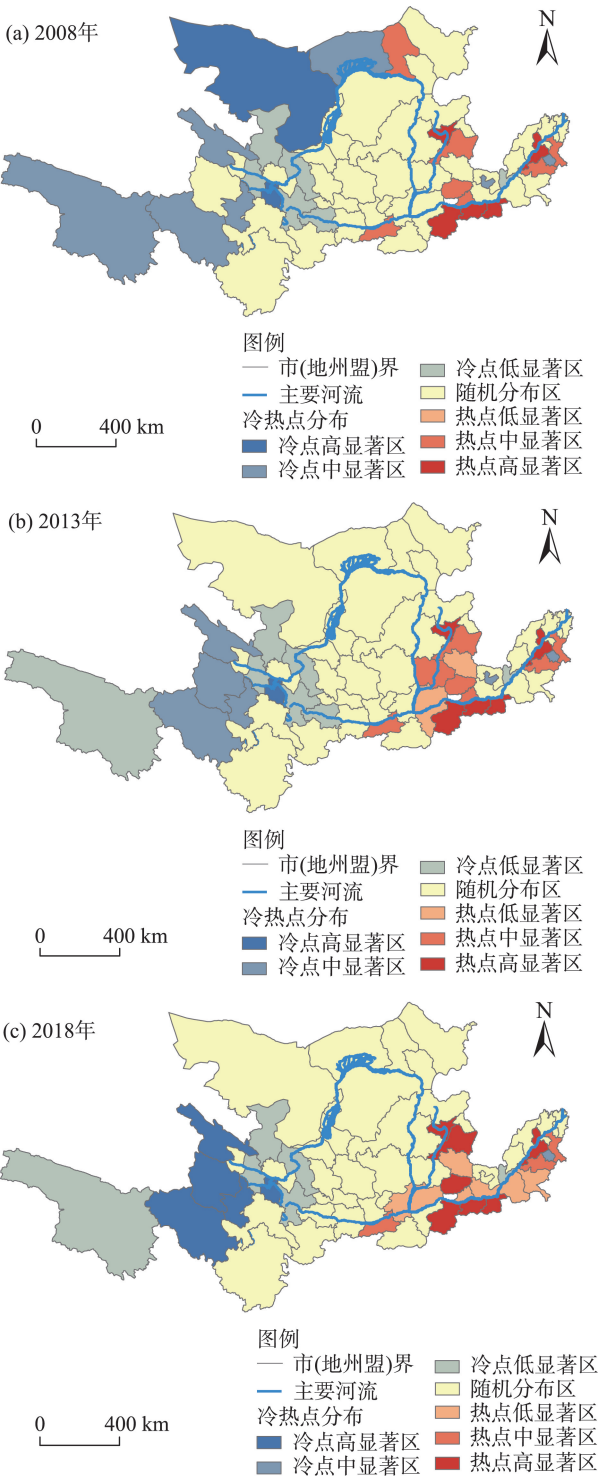 (a) 2008年
N
图例
市(地州盟)界
主要河流
冷热点分布
冷点高显著区
冷点中显著区
冷点低显著区
随机分布区
热点低显著区
热点中显著区
热点高显著区
0 400 km
(b) 2013年
N
图例
市(地州盟)界
主要河流
冷热点分布
冷点高显著区
冷点中显著区
冷点低显著区
随机分布区
热点低显著区
热点中显著区
热点高显著区
0 400 km
(c) 2018年
N
图例
市(地州盟)界
主要河流
冷热点分布
冷点高显著区
冷点中显著区
冷点低显著区
随机分布区
热点低显著区
热点中显著区
热点高显著区
0 400 km